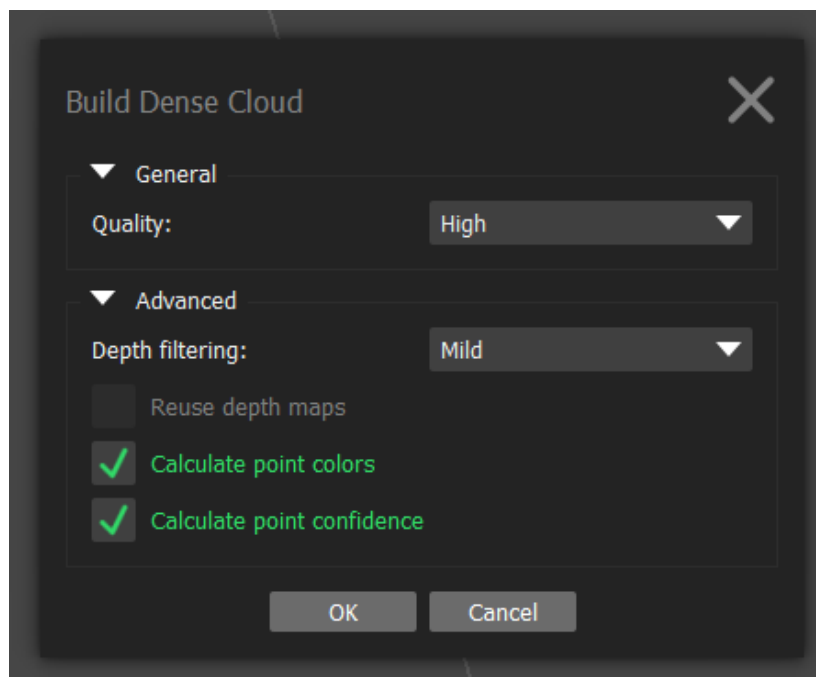 Build Dense Cloud
General
Quality: High
Advanced
Depth filtering: Mild
Reuse depth maps
Calculate point colors
Calculate point confidence
OK Cancel